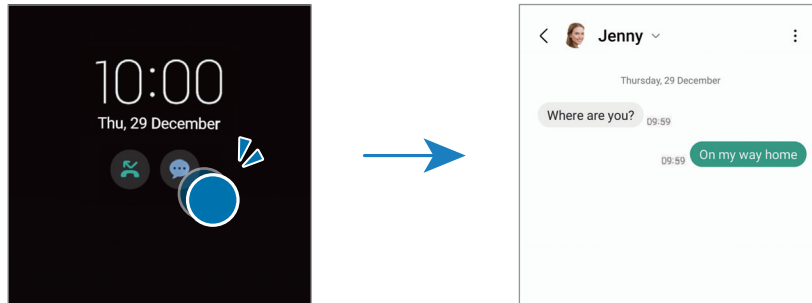 10:00
Thu, 29 December
Jenny
Thursday, 29 December
Where are you?
09:59
09:59
On my way home